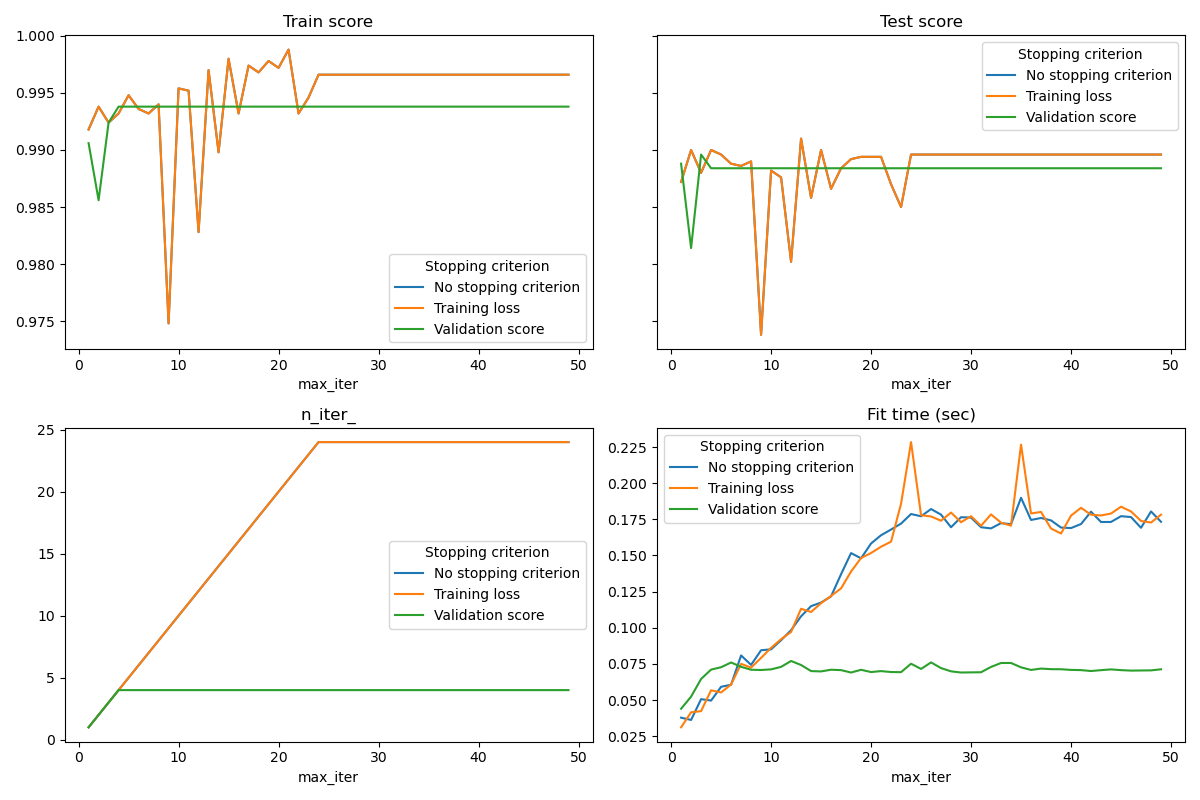 Train score
1.000
0.995
0.990
0.985
0.980
0.975
Stopping criterion
No stopping criterion
Training loss
Validation score
0 10 20 30 40 50
max_iter
Test score
Stopping criterion
No stopping criterion
Training loss
Validation score
0 10 20 30 40 50
max_iter
n_iter_
25
20
15
10
5
0
Stopping criterion
No stopping criterion
Training loss
Validation score
0 10 20 30 40 50
max_iter
Fit time (sec)
0.225
0.200
0.175
0.150
0.125
0.100
0.075
0.050
0.025
Stopping criterion
No stopping criterion
Training loss
Validation score
0 10 20 30 40 50
max_iter